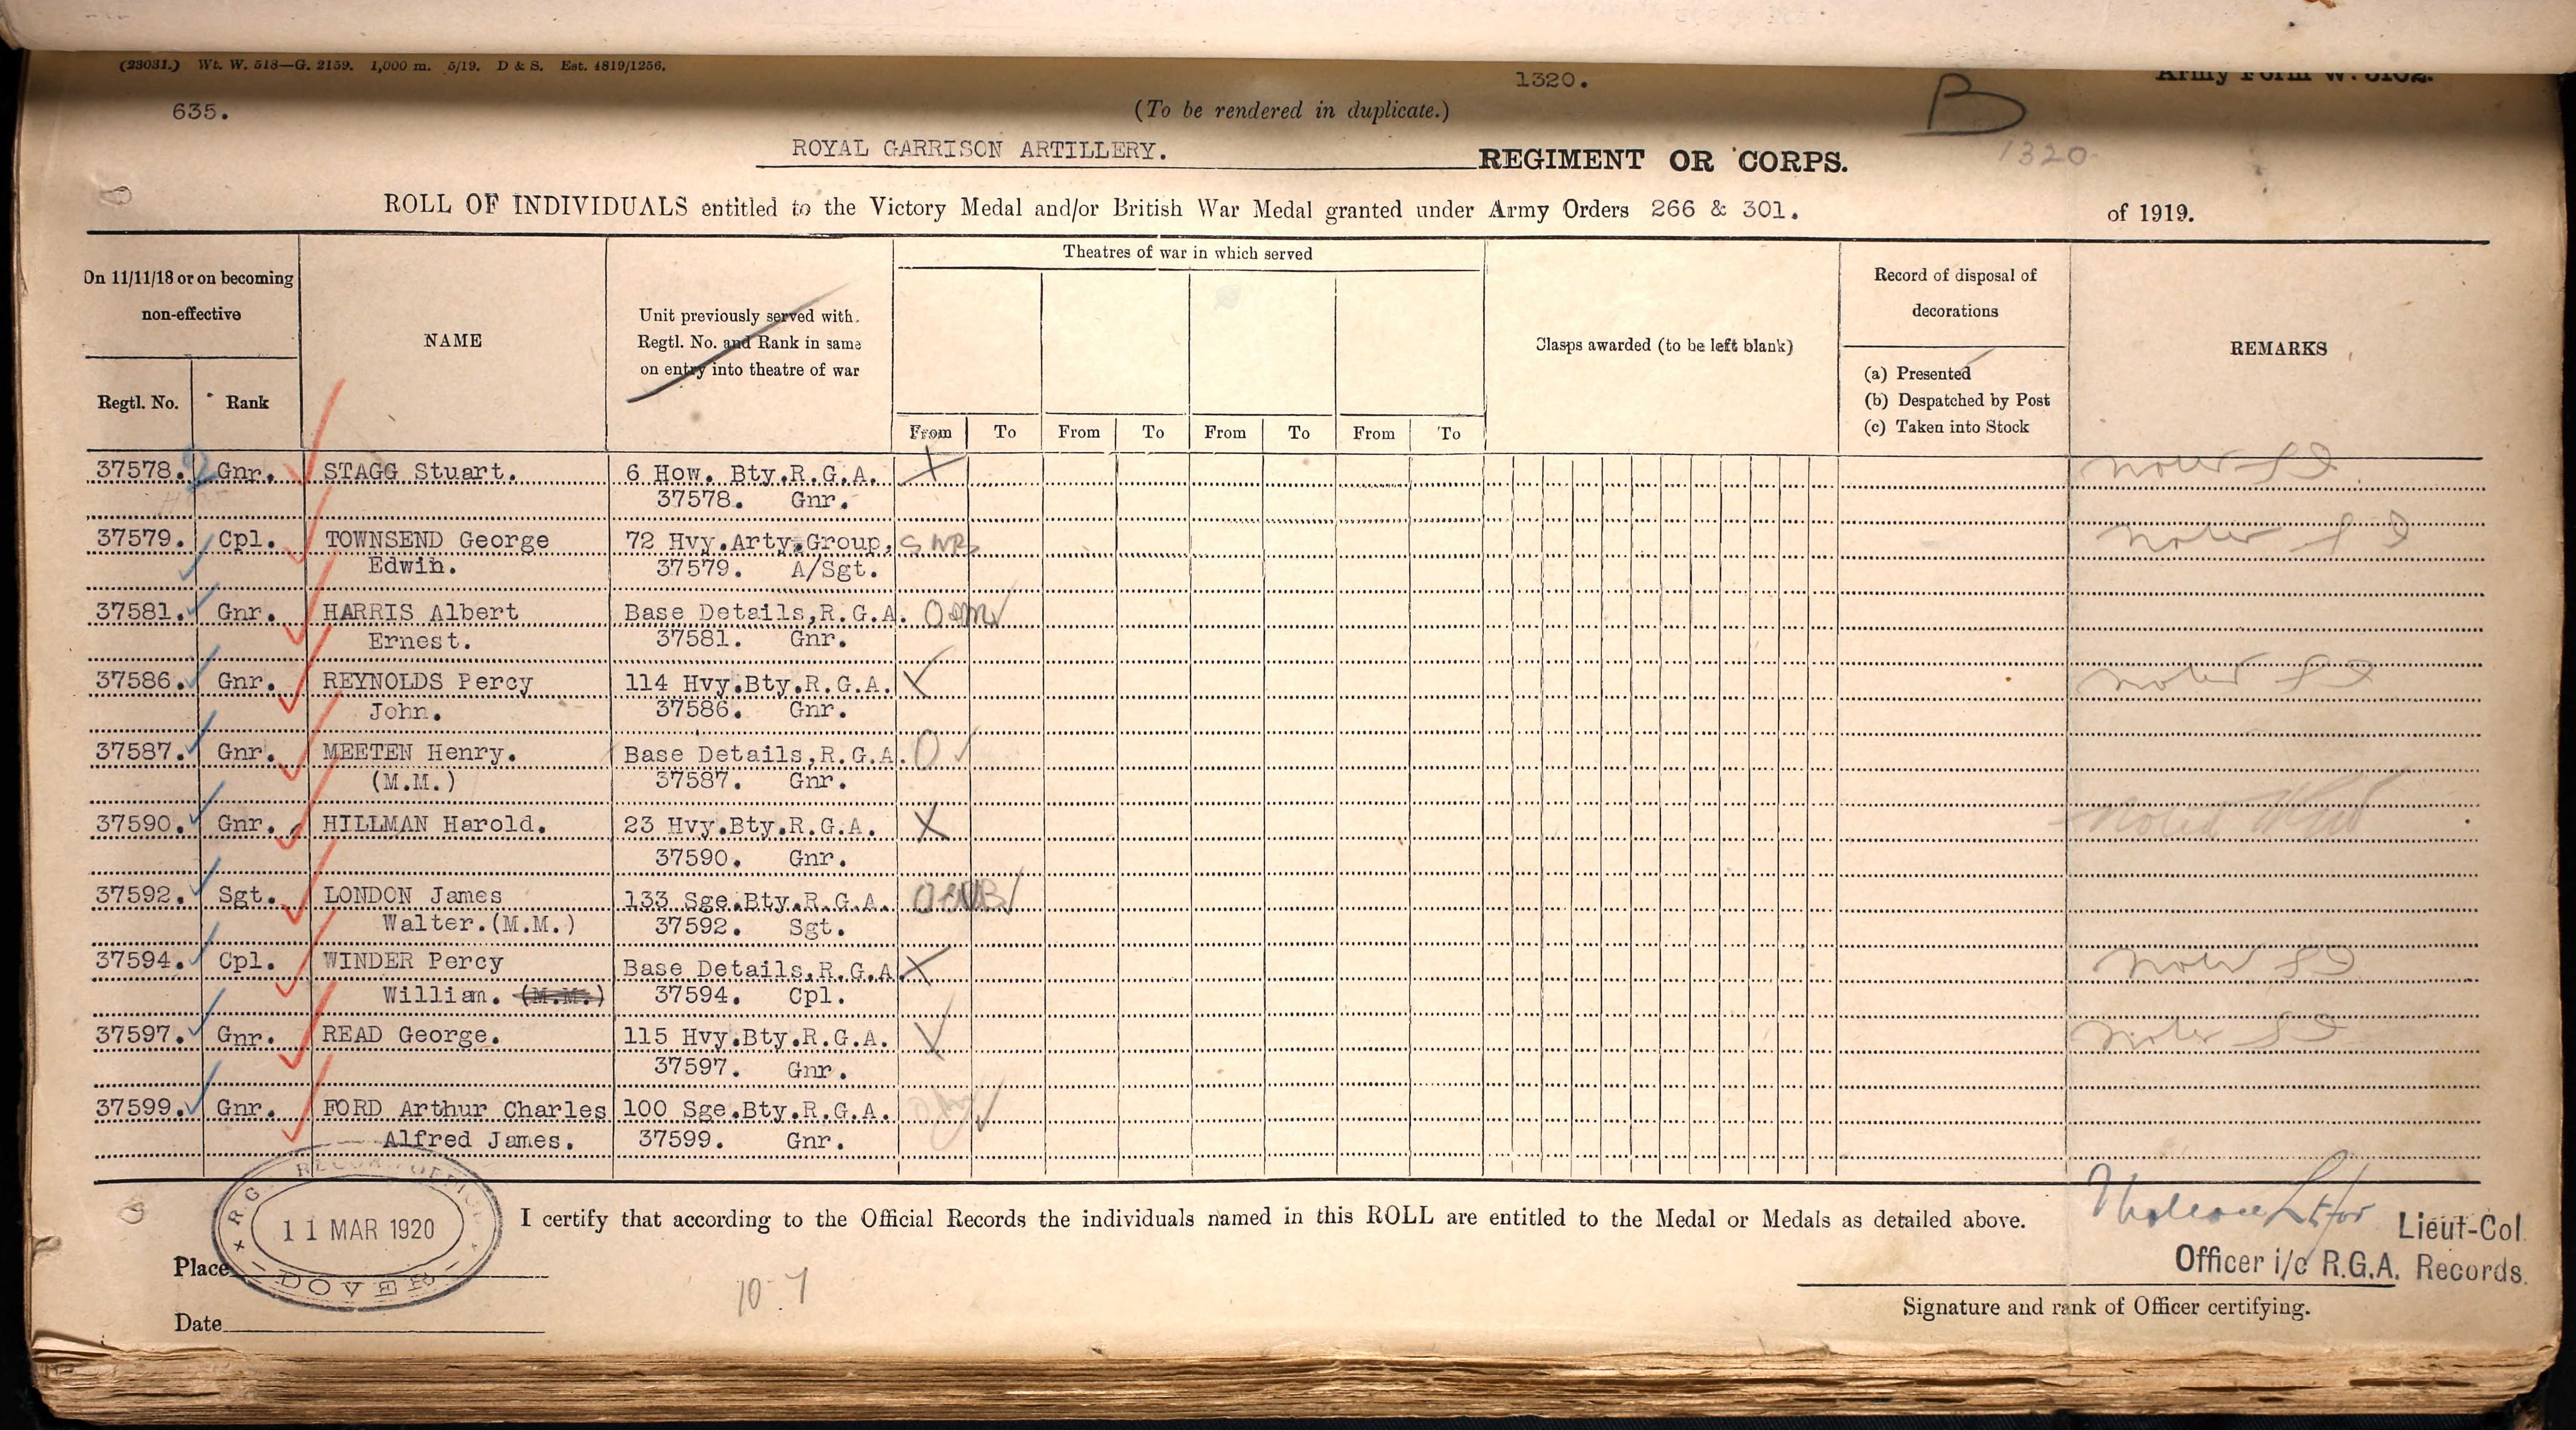 (23031.) Wt. W. 513—G. 2159. 1,000 m. 5/19. D & S. Est. 4819/1256.
1320.
Army Form W. 5102.
635.
(To be rendered in duplicate.)
B
1320
ROYAL GARRISON ARTILLERY. REGIMENT OR CORPS.
ROLL OF INDIVIDUALS entitled to the Victory Medal and/or British War Medal granted under Army Orders 266 & 301. of 1919.
On 11/11/18 or on becoming
non-effective
Regtl. No. Rank
NAME
Unit previously served with.
Regtl. No. and Rank in same
on entry into theatre of war
Theatres of war in which served
From To From To From To From To
Clasps awarded (to be left blank)
Record of disposal of
decorations
(a) Presented
(b) Despatched by Post
(c) Taken into Stock
REMARKS
37578. Gnr. STAGG Stuart. 6 How. Bty.R.G.A.
37578. Gnr.
37579. Cpl. TOWNSEND George 72 Hvy.Arty.Group.
Edwin. 37579. A/Sgt.
37581. Gnr. HARRIS Albert Base Details,R.G.A.
Ernest. 37581. Gnr.
37586. Gnr. REYNOLDS Percy 114 Hvy.Bty.R.G.A.
John. 37586. Gnr.
37587. Gnr. MEETEN Henry. Base Details,R.G.A.
(M.M.) 37587. Gnr.
37590. Gnr. HILLMAN Harold. 23 Hvy.Bty.R.G.A.
37590. Gnr.
37592. Sgt. LONDON James 133 Sge.Bty.R.G.A.
Walter.(M.M.) 37592. Sgt.
37594. Cpl. WINDER Percy Base Details,R.G.A.
William. (M.M.) 37594. Cpl.
37597. Gnr. READ George. 115 Hvy.Bty.R.G.A.
37597. Gnr.
37599. Gnr. FORD Arthur Charles 100 Sge.Bty.R.G.A.
Alfred James. 37599. Gnr.
R.G. RECORD OFFICE
11 MAR 1920
DOVER
I certify that according to the Official Records the individuals named in this ROLL are entitled to the Medal or Medals as detailed above.
Lt for Lieut-Col.
Officer i/c R.G.A. Records.
Place
Signature and rank of Officer certifying.
Date